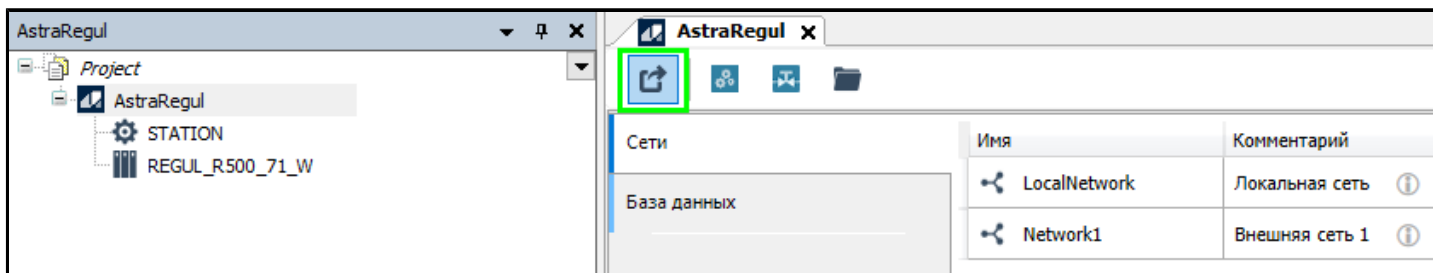 AstraRegul
Project
AstraRegul
STATION
REGUL_R500_71_W
AstraRegul
Сети
База данных
Имя Комментарий
LocalNetwork Локальная сеть
Network1 Внешняя сеть 1